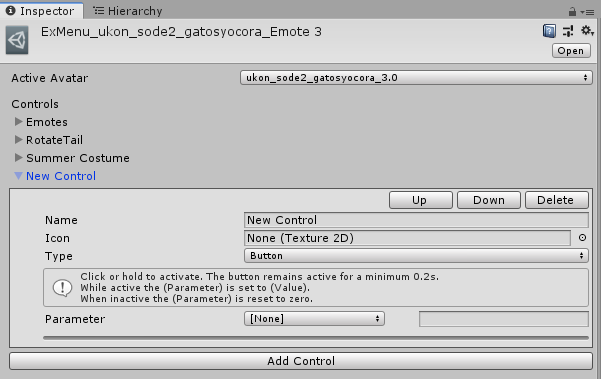 Inspector
Hierarchy
ExMenu_ukon_sode2_gatosyocora_Emote 3
Open
Active Avatar
ukon_sode2_gatosyocora_3.0
Controls
Emotes
RotateTail
Summer Costume
New Control
Up Down Delete
Name New Control
Icon None (Texture 2D)
Type Button
Click or hold to activate. The button remains active for a minimum 0.2s.
While active the (Parameter) is set to (Value).
When inactive the (Parameter) is reset to zero.
Parameter [None]
Add Control